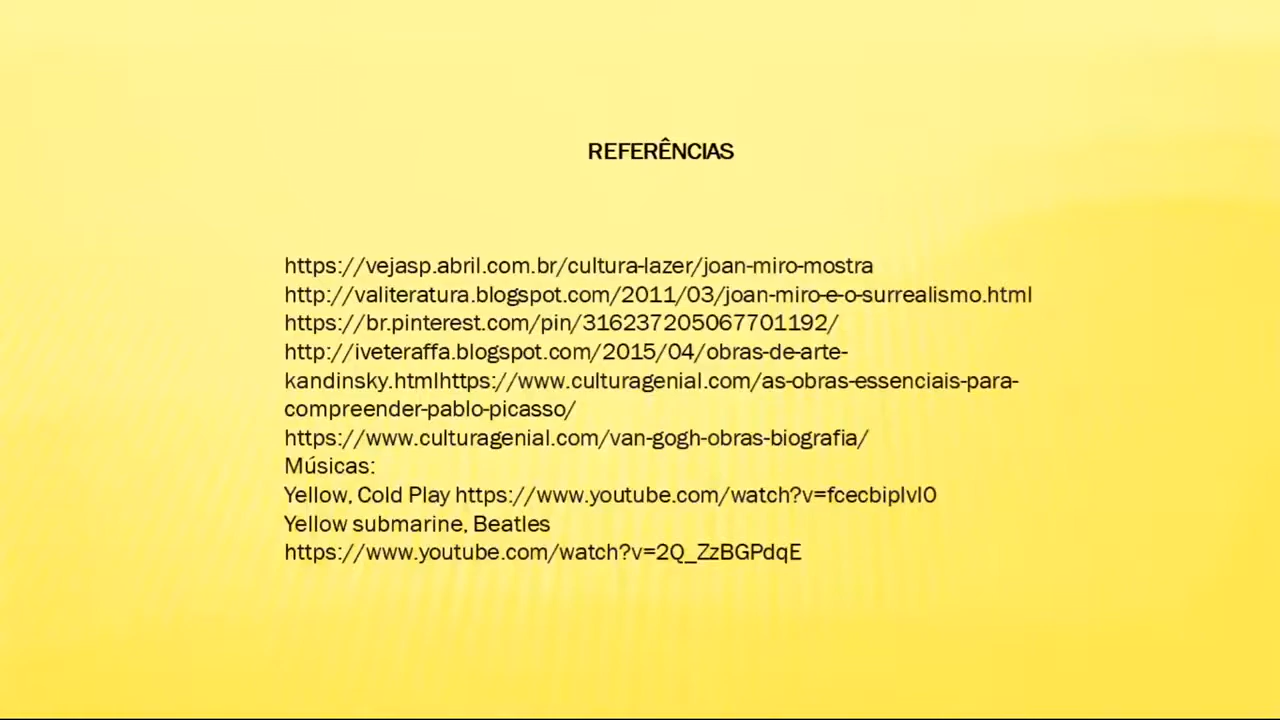 REFERÊNCIAS
https://vejasp.abril.com.br/cultura-lazer/joan-miro-mostra
http://valiteratura.blogspot.com/2011/03/joan-miro-e-o-surrealismo.html
https://br.pinterest.com/pin/316237205067701192/
http://iveteraffa.blogspot.com/2015/04/obras-de-arte-
kandinsky.htmlhttps://www.culturagenial.com/as-obras-essenciais-para-
compreender-pablo-picasso/
https://www.culturagenial.com/van-gogh-obras-biografia/
Músicas:
Yellow, Cold Play https://www.youtube.com/watch?v=fcecbipIvI0
Yellow submarine, Beatles
https://www.youtube.com/watch?v=2Q_ZzBGPdqE